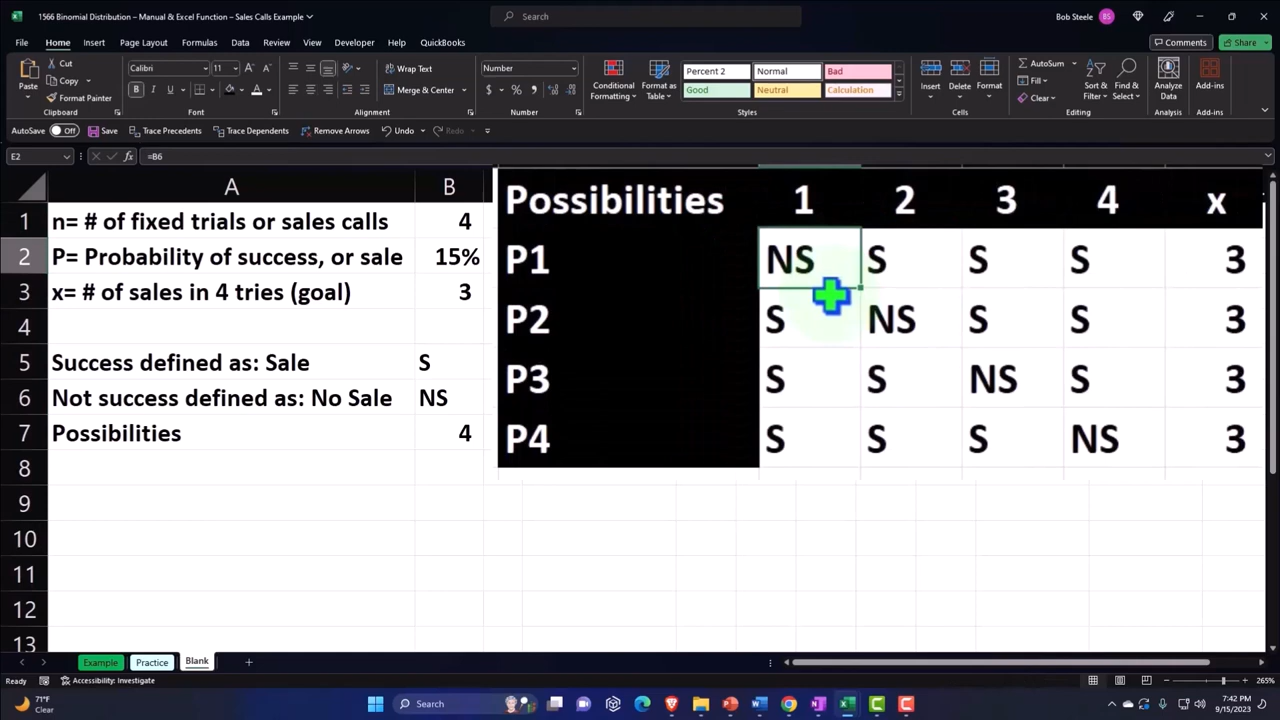 1566 Binomial Distribution – Manual & Excel Function – Sales Calls Example
Search
Bob Steele
BS
File Home Insert Page Layout Formulas Data Review View Developer Help QuickBooks
Comments
Share
Paste
Cut
Copy
Format Painter
Clipboard
Calibri
11
B I U
Font
Wrap Text
Merge & Center
Alignment
Number
$ %
Number
Conditional Formatting
Format as Table
Percent 2
Normal
Bad
Good
Neutral
Calculation
Styles
Insert
Delete
Format
Cells
AutoSum
Fill
Clear
Sort & Filter
Find & Select
Editing
Analyze Data
Analysis
Add-ins
Add-ins
AutoSave Off
Save
Trace Precedents
Trace Dependents
Remove Arrows
Undo
Redo
E2
fx
=B6
A B
1 n= # of fixed trials or sales calls 4
2 P= Probability of success, or sale 15%
3 x= # of sales in 4 tries (goal) 3
4
5 Success defined as: Sale S
6 Not success defined as: No Sale NS
7 Possibilities 4
8
9
10
11
12
13
Possibilities 1 2 3 4 x
P1 NS S S S 3
P2 S NS S S 3
P3 S S NS S 3
P4 S S S NS 3
Example Practice Blank
Ready
Accessibility: Investigate
265%
71°F
Clear
Search
7:42 PM
9/15/2023